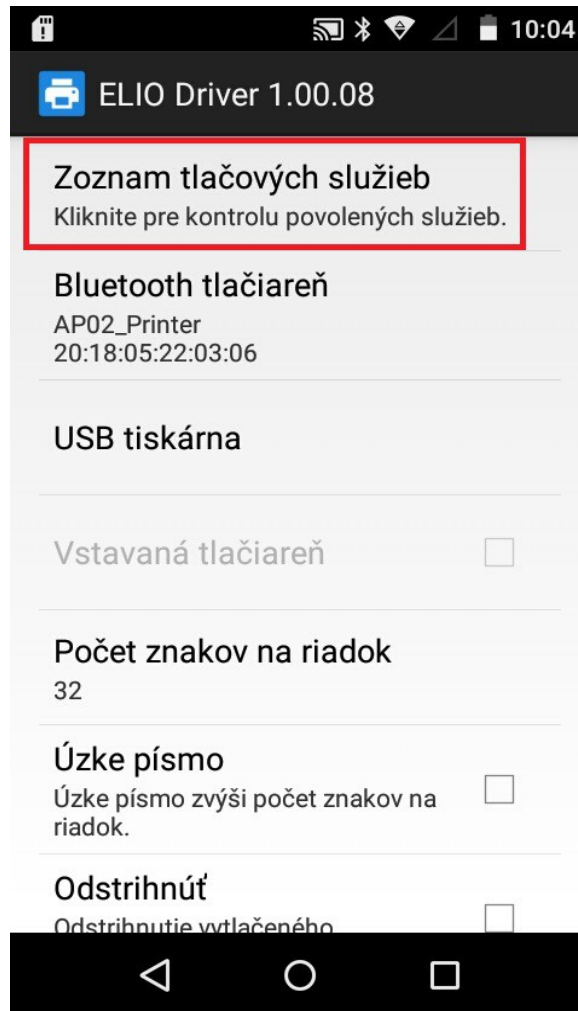 10:04
ELIO Driver 1.00.08
Zoznam tlačových služieb
Kliknite pre kontrolu povolených služieb.
Bluetooth tlačiareň
AP02_Printer
20:18:05:22:03:06
USB tiskárna
Vstavaná tlačiareň
Počet znakov na riadok
32
Úzke písmo
Úzke písmo zvýši počet znakov na
riadok.
Odstrihnúť
Odstrihnutie vytlačeného